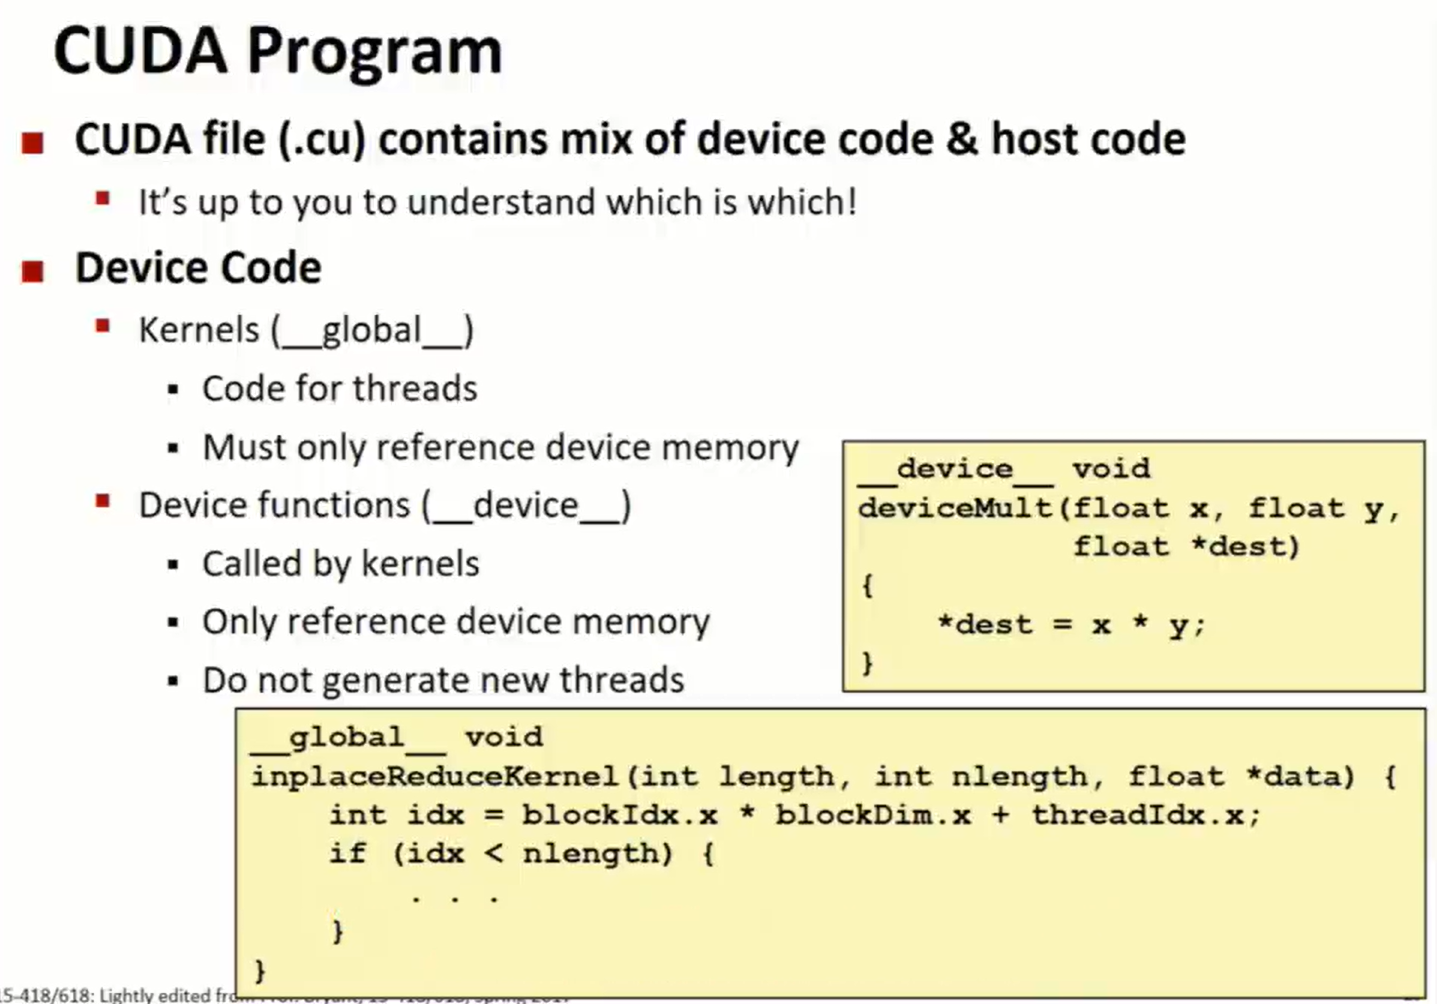 CUDA Program
CUDA file (.cu) contains mix of device code & host code
It's up to you to understand which is which!
Device Code
Kernels (__global__)
Code for threads
Must only reference device memory
Device functions (__device__)
Called by kernels
Only reference device memory
Do not generate new threads
__device__ void
deviceMult(float x, float y,
float *dest)
{
*dest = x * y;
}
__global__ void
inplaceReduceKernel(int length, int nlength, float *data) {
int idx = blockIdx.x * blockDim.x + threadIdx.x;
if (idx < nlength) {
. . .
}
}
15-418/618: Lightly edited